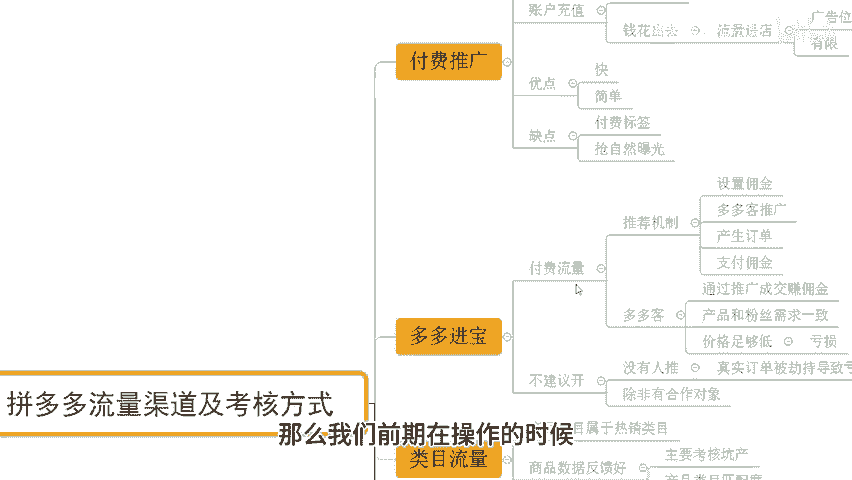 账户充值
钱花出去
流量进店
广告位
有限
付费推广
优点
快
简单
缺点
付费标签
抢自然曝光
多多进宝
付费流量
推荐机制
设置佣金
多多客推广
产生订单
支付佣金
多多客
通过推广成交赚佣金
产品和粉丝需求一致
价格足够低
亏损
不建议开
没有人推
真实订单被劫持导致亏
除非有合作对象
拼多多流量渠道及考核方式
类目流量
目属于热销类目
商品数据反馈好
主要考核坑产
产品类目匹配度
那么我们前期在操作的时候